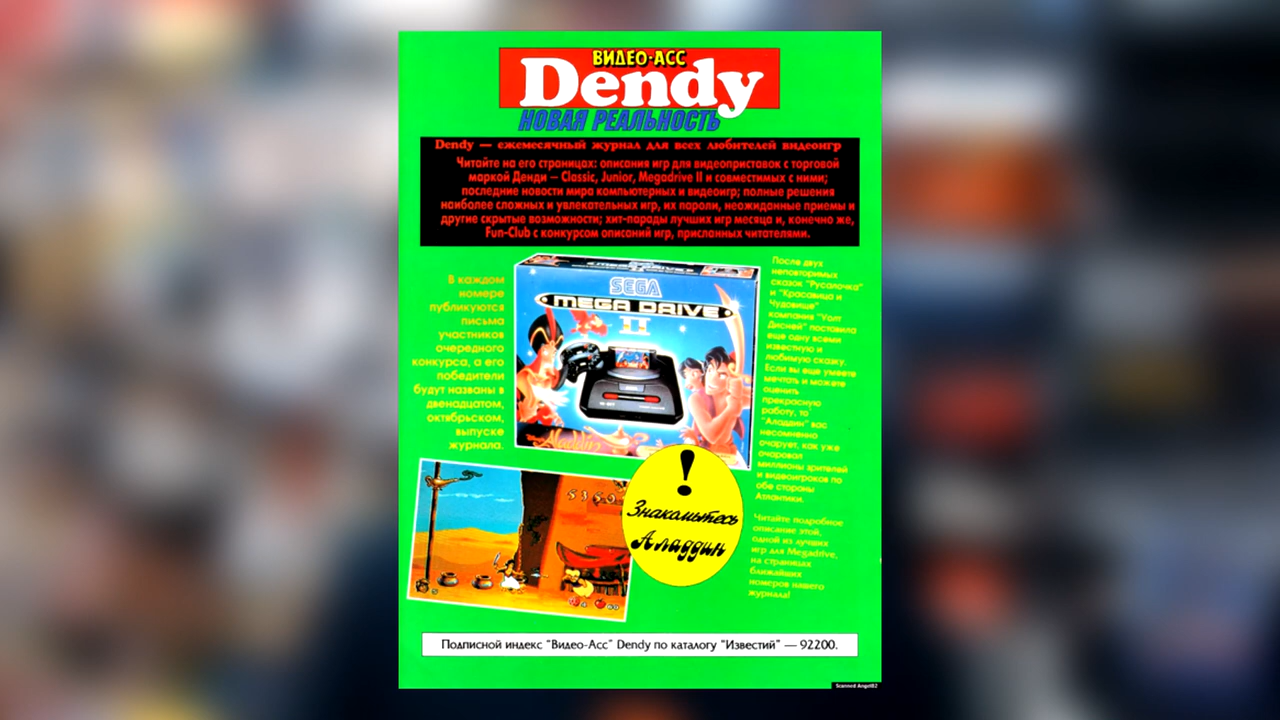 ВИДЕО-АСС
Dendy
НОВАЯ РЕАЛЬНОСТЬ
Dendy — ежемесячный журнал для всех любителей видеоигр
Читайте на его страницах: описания игр для видеоприставок с торговой
маркой Денди — Classic, Junior, Megadrive II и совместимых с ними;
последние новости мира компьютерных и видеоигр; полные решения
наиболее сложных и увлекательных игр, их пароли, неожиданные приемы и
другие скрытые возможности; хит-парады лучших игр месяца и, конечно же,
Fun-Club с конкурсом описаний игр, присланных читателями.
В каждом
номере
публикуются
письма
участников
очередного
конкурса, а его
победители
будут названы в
двенадцатом,
октябрьском,
выпуске
журнала.
MEGA DRIVE
SEGA
MEGA DRIVE
II
Aladdin
После двух
неповторимых
сказок "Русалочка"
и "Красавица и
Чудовище"
компания "Уолт
Дисней" поставила
еще одну всеми
известную и
любимую сказку.
Если вы еще умеете
мечтать и можете
оценить
прекрасную
работу, то
"Аладдин" вас
несомненно
очарует, как уже
очаровал
миллионы зрителей
и видеоигроков по
обе стороны
Атлантики.
Читайте подробное
описание этой,
одной из лучших
игр для Megadrive,
на страницах
ближайших
номеров нашего
журнала!
!
Знакомьтесь
Аладдин
Подписной индекс "Видео-Асс" Dendy по каталогу "Известий" — 92200.
Scanned AngelB2